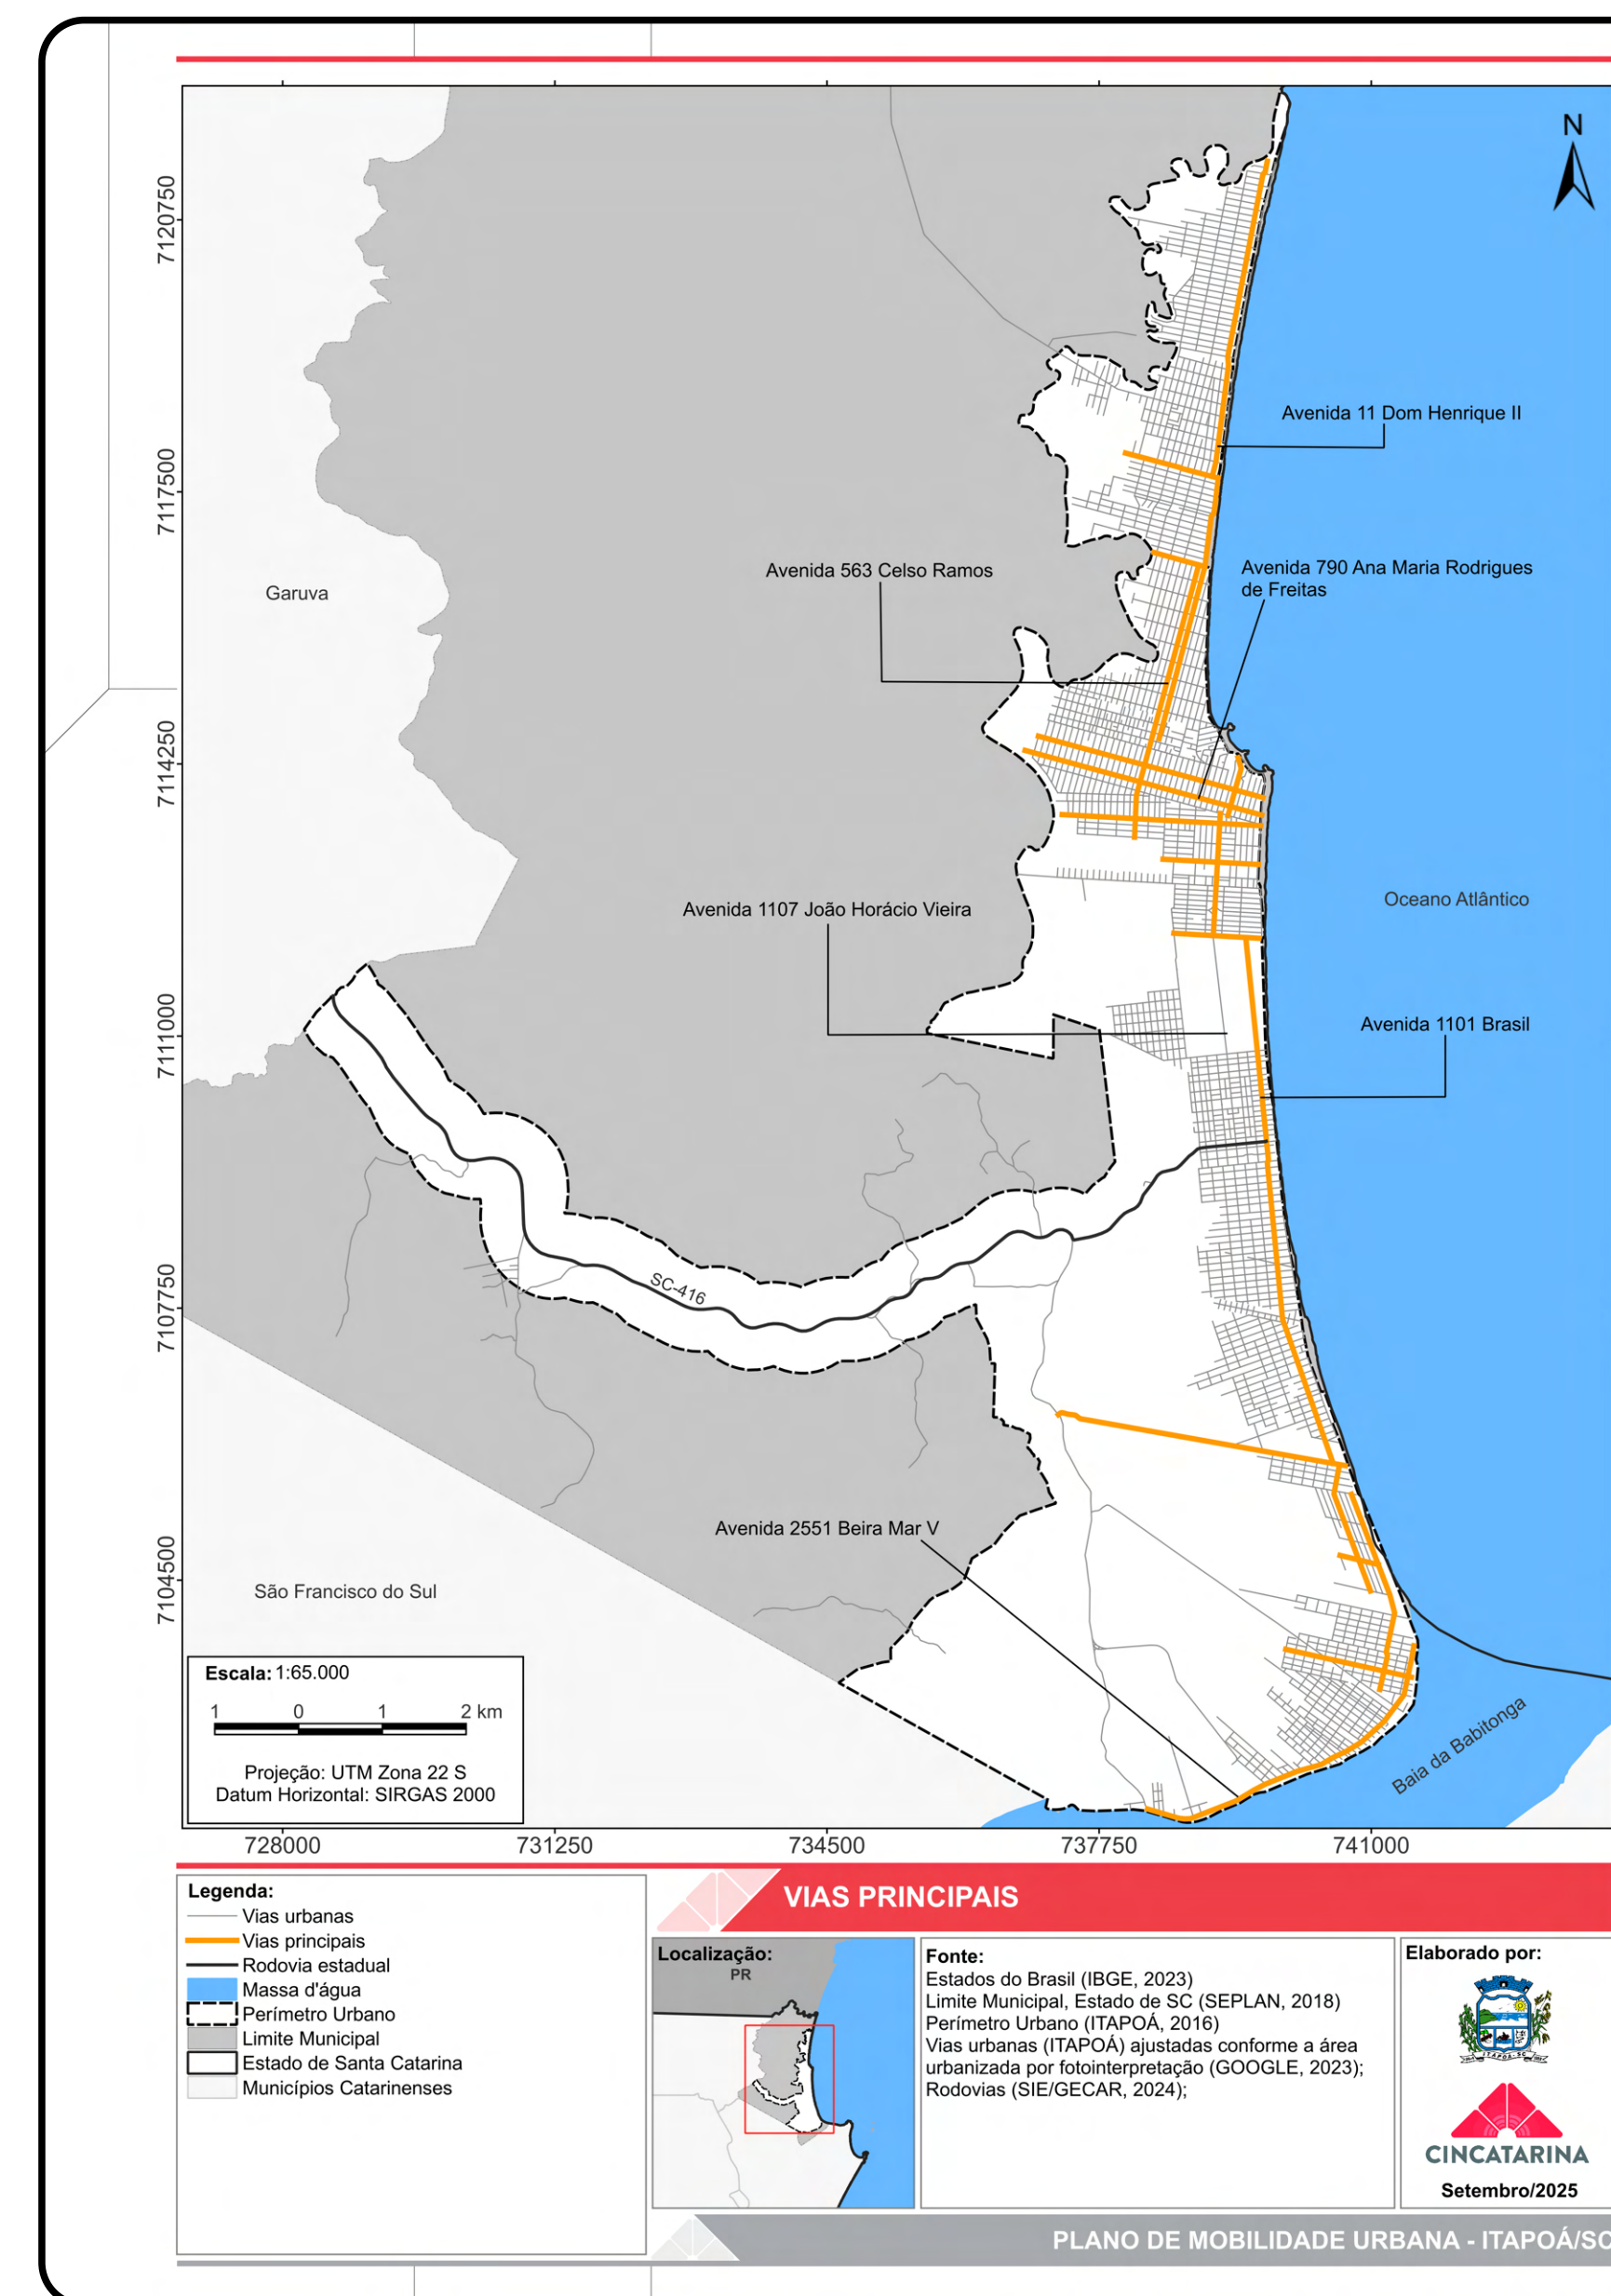 N
7120750
Avenida 11 Dom Henrique II
7117500
Avenida 563 Celso Ramos
Avenida 790 Ana Maria Rodrigues
de Freitas
Garuva
7114250
Avenida 1107 João Horácio Vieira
Oceano Atlântico
7111000
Avenida 1101 Brasil
SC-416
7107750
Avenida 2551 Beira Mar V
7104500
São Francisco do Sul
Baia da Babitonga
Escala: 1:65.000
1 0 1 2 km
Projeção: UTM Zona 22 S
Datum Horizontal: SIRGAS 2000
728000 731250 734500 737750 741000
Legenda:
Vias urbanas
Vias principais
Rodovia estadual
Massa d'água
Perímetro Urbano
Limite Municipal
Estado de Santa Catarina
Municípios Catarinenses
VIAS PRINCIPAIS
Localização:
PR
Fonte:
Estados do Brasil (IBGE, 2023)
Limite Municipal, Estado de SC (SEPLAN, 2018)
Perímetro Urbano (ITAPOÁ, 2016)
Vias urbanas (ITAPOÁ) ajustadas conforme a área
urbanizada por fotointerpretação (GOOGLE, 2023);
Rodovias (SIE/GECAR, 2024);
Elaborado por:
ITAPOÁ-SC
CINCATARINA
Setembro/2025
PLANO DE MOBILIDADE URBANA - ITAPOÁ/SC